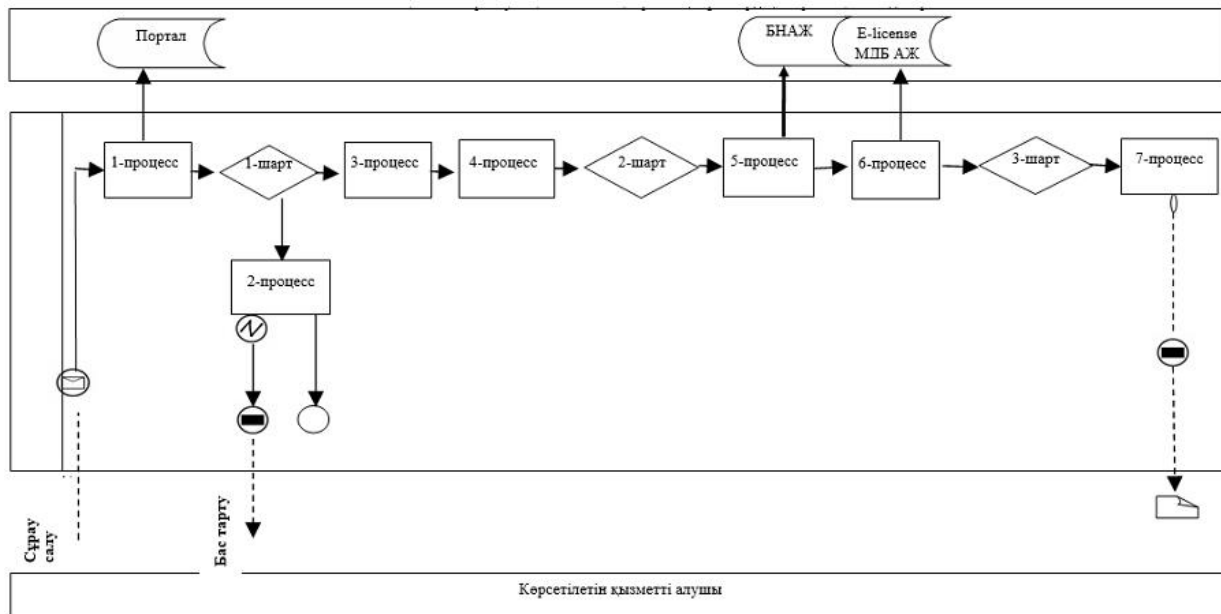 Портал
БНАЖ
E-license
МДБ АЖ
1-процесс
1-шарт
3-процесс
4-процесс
2-шарт
5-процесс
6-процесс
3-шарт
7-процесс
2-процесс
Сұрау
салу
Бас тарту
Көрсетілетін қызметті алушы